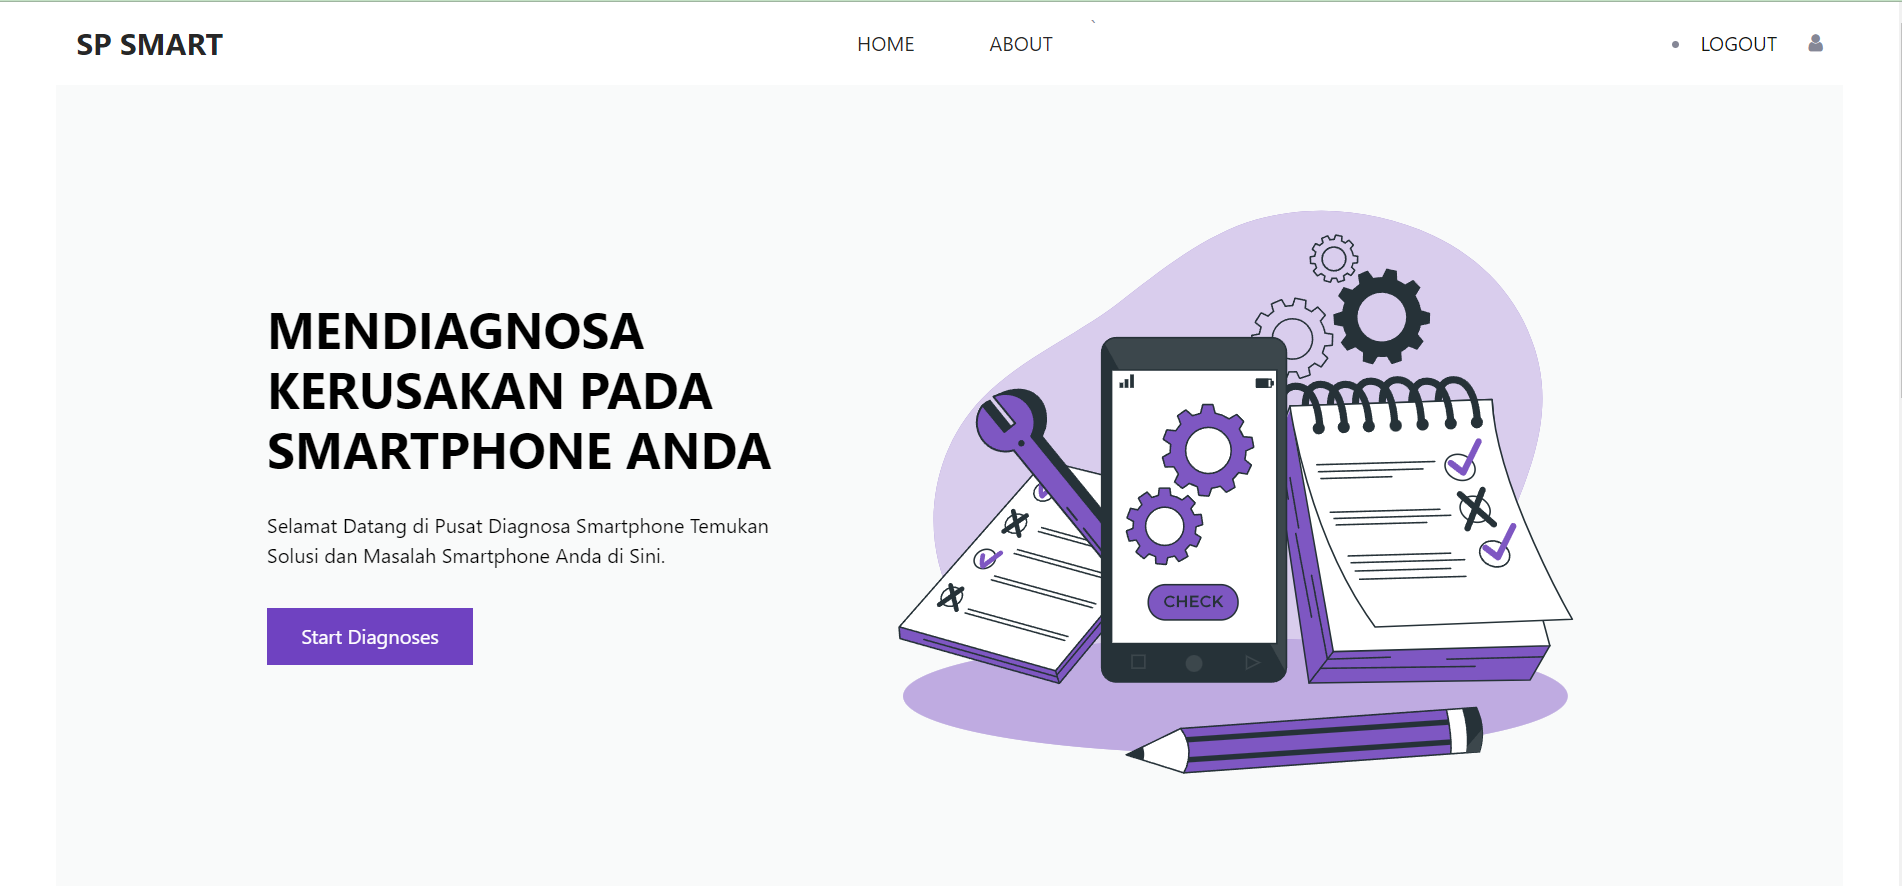 SP SMART
HOME
ABOUT
`
LOGOUT
MENDIAGNOSA
KERUSAKAN PADA
SMARTPHONE ANDA
Selamat Datang di Pusat Diagnosa Smartphone Temukan
Solusi dan Masalah Smartphone Anda di Sini.
Start Diagnoses
CHECK